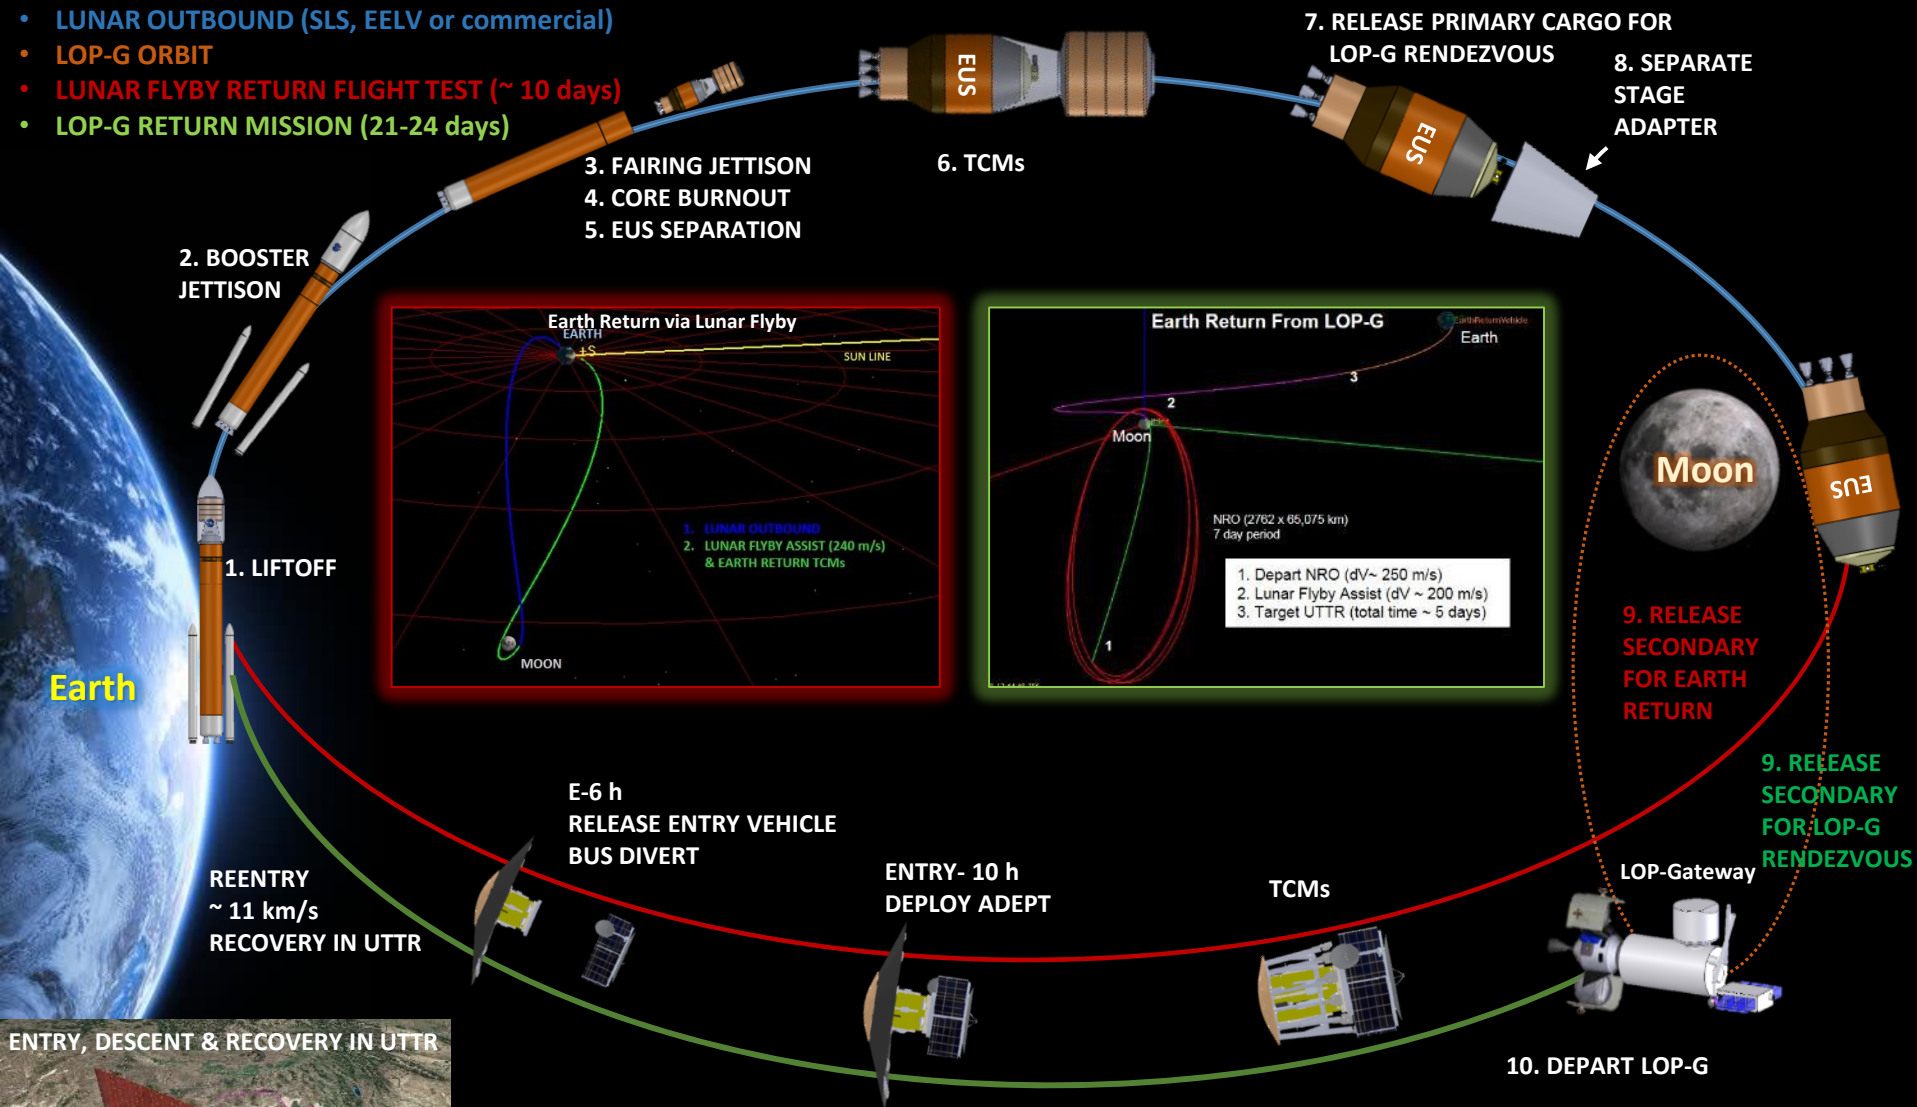 • LUNAR OUTBOUND (SLS, EELV or commercial)
• LOP-G ORBIT
• LUNAR FLYBY RETURN FLIGHT TEST (~ 10 days)
• LOP-G RETURN MISSION (21-24 days)
7. RELEASE PRIMARY CARGO FOR
LOP-G RENDEZVOUS
8. SEPARATE
STAGE
ADAPTER
EUS
EUS
3. FAIRING JETTISON
4. CORE BURNOUT
5. EUS SEPARATION
6. TCMs
2. BOOSTER
JETTISON
1. LIFTOFF
Earth
Earth Return via Lunar Flyby
EARTH
+S
SUN LINE
1. LUNAR OUTBOUND
2. LUNAR FLYBY ASSIST (240 m/s)
& EARTH RETURN TCMs
MOON
Earth Return From LOP-G
EarthReturnVehicle
Earth
3
2
Moon
NRO (2762 x 65,075 km)
7 day period
1. Depart NRO (dV~ 250 m/s)
2. Lunar Flyby Assist (dV ~ 200 m/s)
3. Target UTTR (total time ~ 5 days)
1
Moon
EUS
9. RELEASE
SECONDARY
FOR EARTH
RETURN
9. RELEASE
SECONDARY
FOR LOP-G
RENDEZVOUS
LOP-Gateway
10. DEPART LOP-G
TCMs
ENTRY- 10 h
DEPLOY ADEPT
E-6 h
RELEASE ENTRY VEHICLE
BUS DIVERT
REENTRY
~ 11 km/s
RECOVERY IN UTTR
ENTRY, DESCENT & RECOVERY IN UTTR